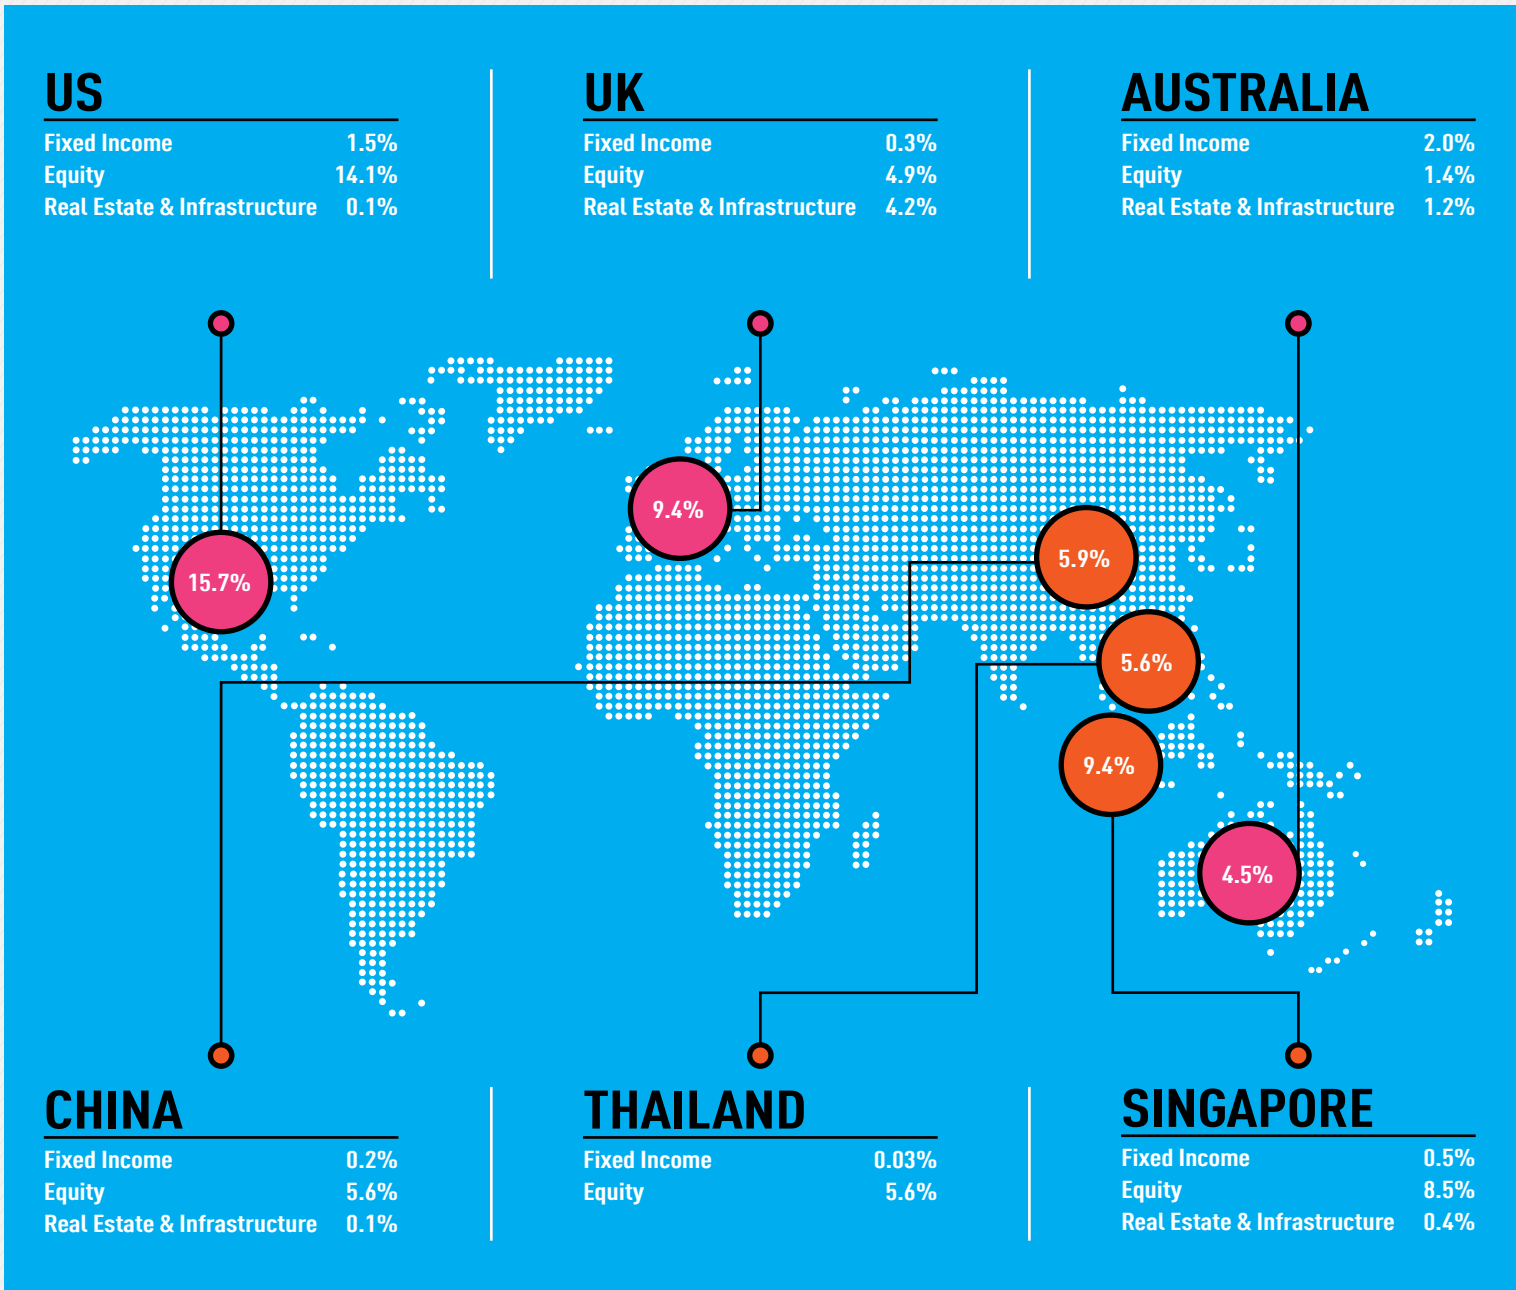 US
Fixed Income 1.5%
Equity 14.1%
Real Estate & Infrastructure 0.1%
UK
Fixed Income 0.3%
Equity 4.9%
Real Estate & Infrastructure 4.2%
AUSTRALIA
Fixed Income 2.0%
Equity 1.4%
Real Estate & Infrastructure 1.2%
15.7%
9.4%
5.9%
5.6%
9.4%
4.5%
CHINA
Fixed Income 0.2%
Equity 5.6%
Real Estate & Infrastructure 0.1%
THAILAND
Fixed Income 0.03%
Equity 5.6%
SINGAPORE
Fixed Income 0.5%
Equity 8.5%
Real Estate & Infrastructure 0.4%